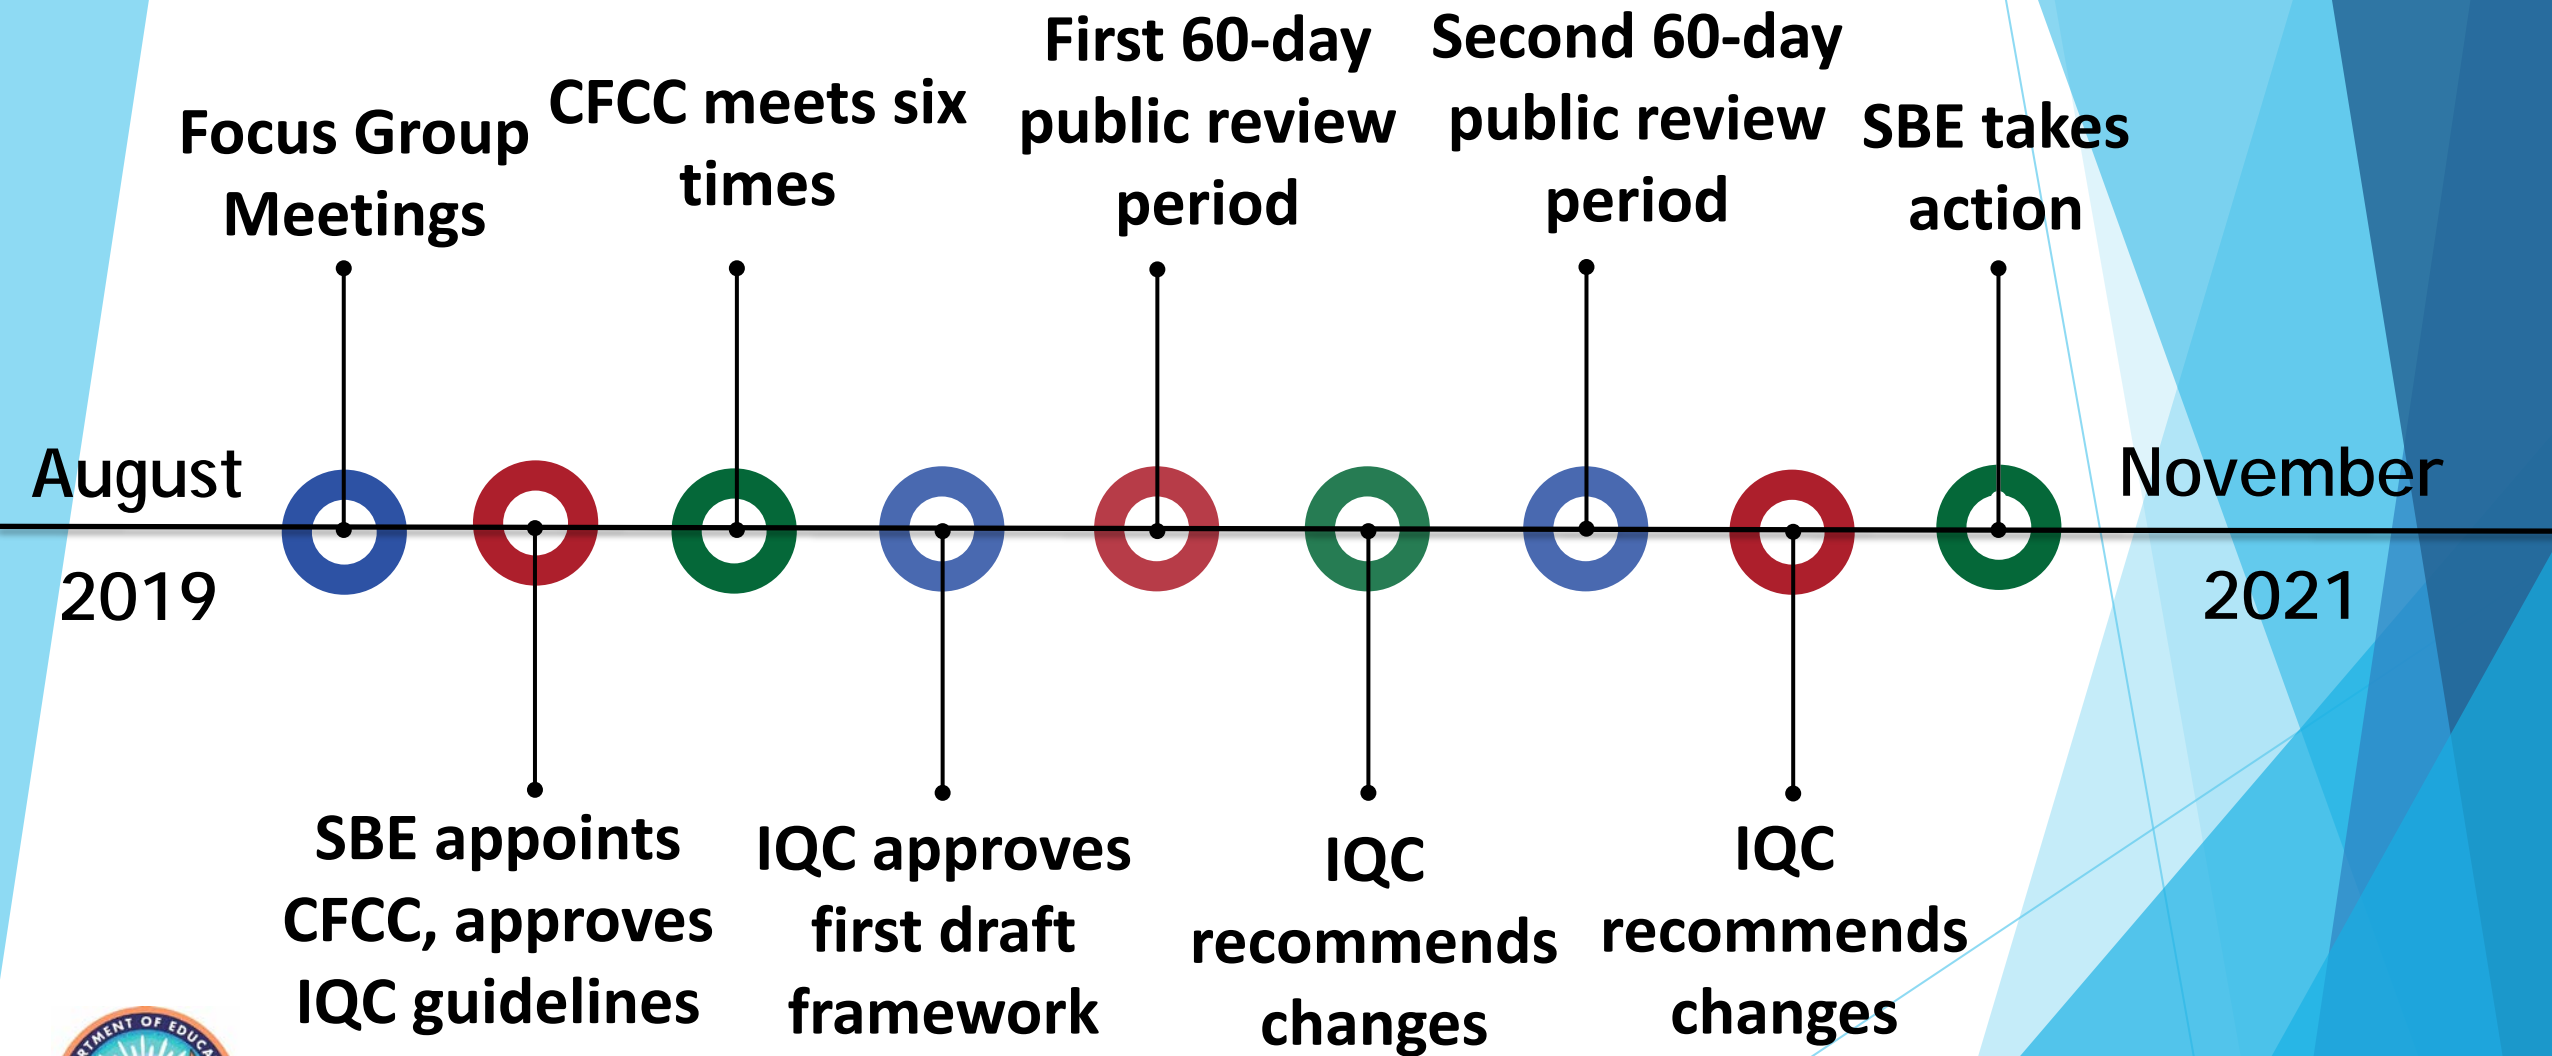 First 60-day
public review
period
Second 60-day
public review
period
CFCC meets six
times
Focus Group
Meetings
SBE takes
action
August
2019
November
2021
SBE appoints
CFCC, approves
IQC guidelines
IQC approves
first draft
framework
IQC
recommends
changes
IQC
recommends
changes
OF